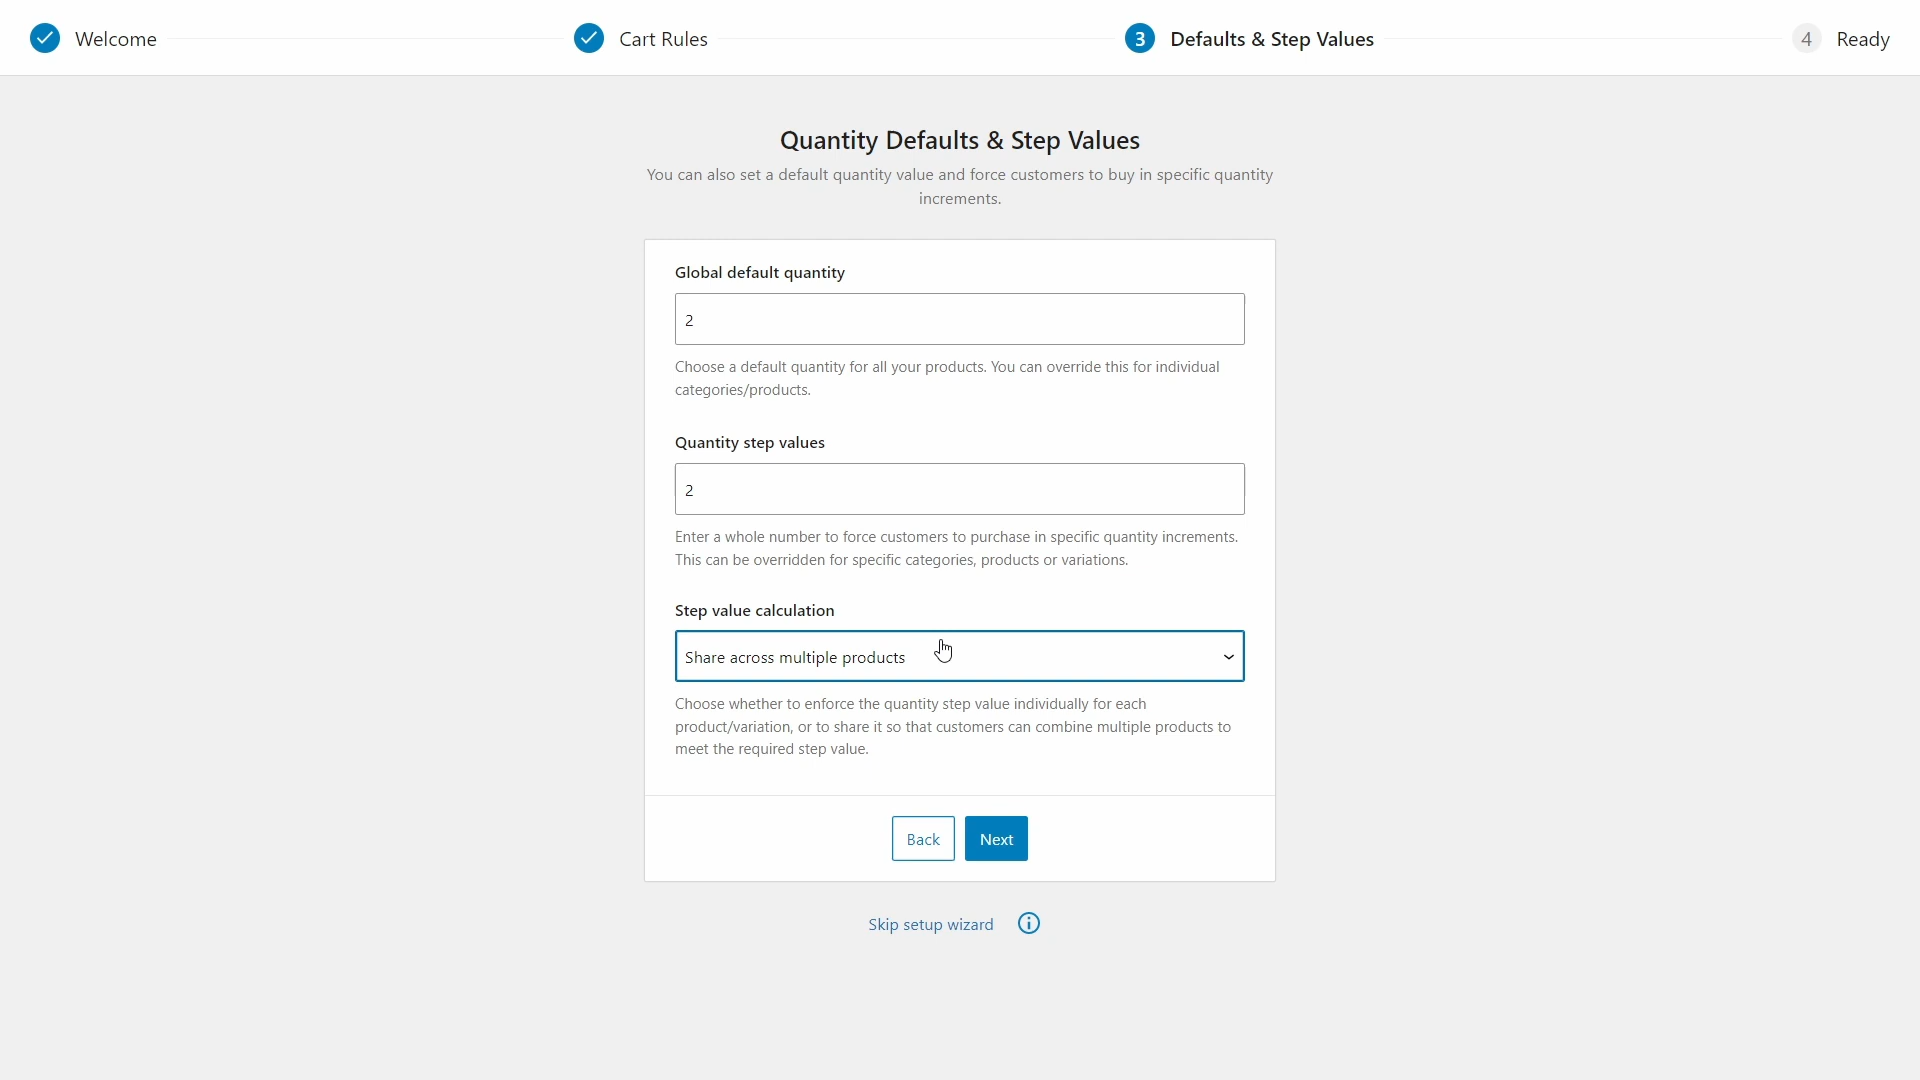 Welcome
Cart Rules
3 Defaults & Step Values
4 Ready
Quantity Defaults & Step Values
You can also set a default quantity value and force customers to buy in specific quantity
increments.
Global default quantity
2
Choose a default quantity for all your products. You can override this for individual
categories/products.
Quantity step values
2
Enter a whole number to force customers to purchase in specific quantity increments.
This can be overridden for specific categories, products or variations.
Step value calculation
Share across multiple products
Choose whether to enforce the quantity step value individually for each
product/variation, or to share it so that customers can combine multiple products to
meet the required step value.
Back Next
Skip setup wizard